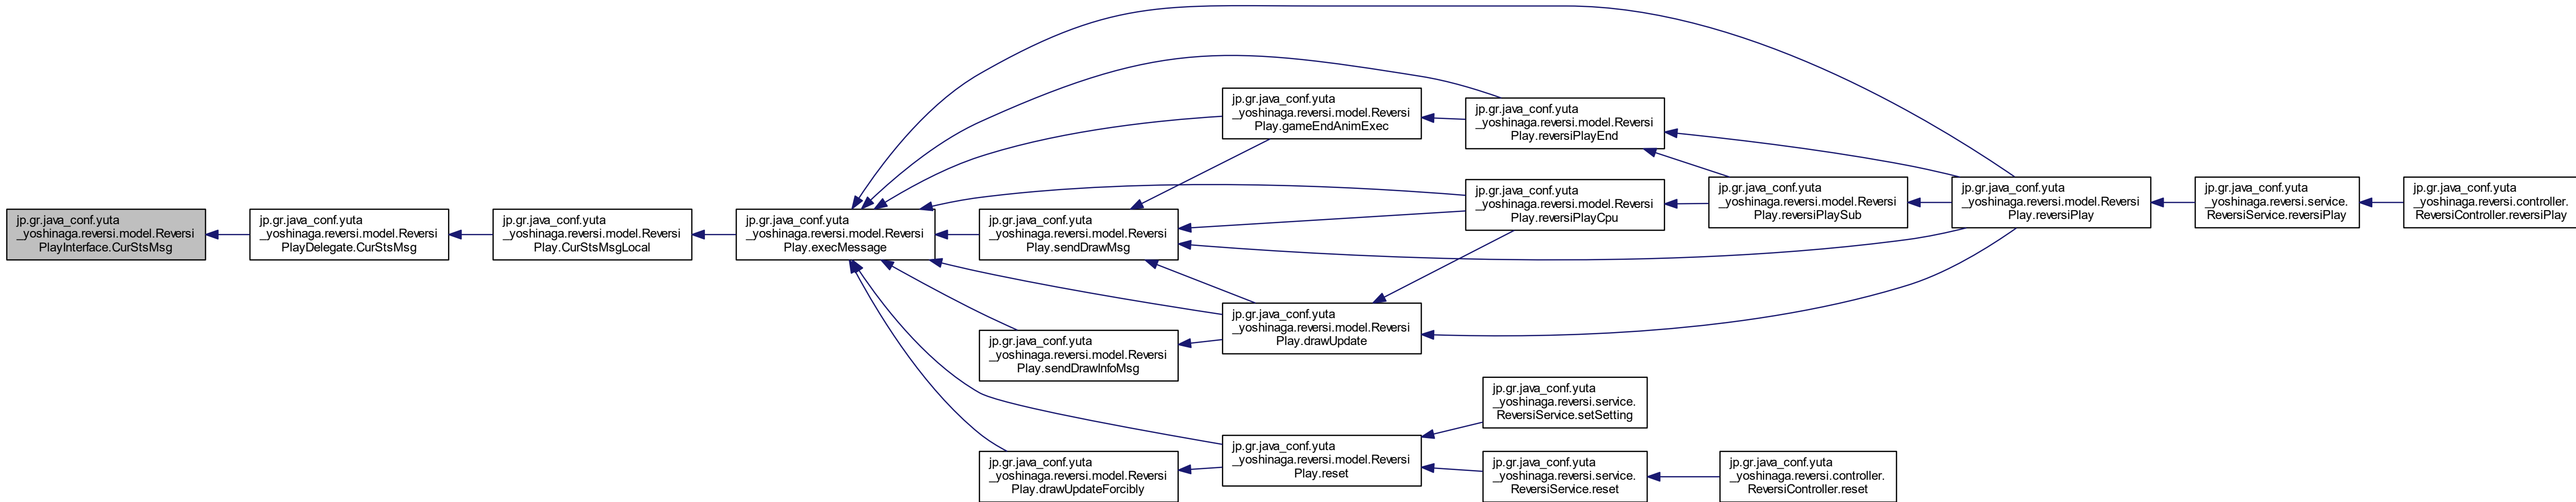 jp.gr.java_conf.yuta
_yoshinaga.reversi.model.Reversi
PlayInterface.CurStsMsg
jp.gr.java_conf.yuta
_yoshinaga.reversi.model.Reversi
PlayDelegate.CurStsMsg
jp.gr.java_conf.yuta
_yoshinaga.reversi.model.Reversi
Play.CurStsMsgLocal
jp.gr.java_conf.yuta
_yoshinaga.reversi.model.Reversi
Play.execMessage
jp.gr.java_conf.yuta
_yoshinaga.reversi.model.Reversi
Play.gameEndAnimExec
jp.gr.java_conf.yuta
_yoshinaga.reversi.model.Reversi
Play.reversiPlayEnd
jp.gr.java_conf.yuta
_yoshinaga.reversi.model.Reversi
Play.sendDrawMsg
jp.gr.java_conf.yuta
_yoshinaga.reversi.model.Reversi
Play.reversiPlayCpu
jp.gr.java_conf.yuta
_yoshinaga.reversi.model.Reversi
Play.reversiPlaySub
jp.gr.java_conf.yuta
_yoshinaga.reversi.model.Reversi
Play.reversiPlay
jp.gr.java_conf.yuta
_yoshinaga.reversi.service.
ReversiService.reversiPlay
jp.gr.java_conf.yuta
_yoshinaga.reversi.controller.
ReversiController.reversiPlay
jp.gr.java_conf.yuta
_yoshinaga.reversi.model.Reversi
Play.drawUpdate
jp.gr.java_conf.yuta
_yoshinaga.reversi.model.Reversi
Play.sendDrawInfoMsg
jp.gr.java_conf.yuta
_yoshinaga.reversi.service.
ReversiService.setSetting
jp.gr.java_conf.yuta
_yoshinaga.reversi.model.Reversi
Play.reset
jp.gr.java_conf.yuta
_yoshinaga.reversi.model.Reversi
Play.drawUpdateForcibly
jp.gr.java_conf.yuta
_yoshinaga.reversi.service.
ReversiService.reset
jp.gr.java_conf.yuta
_yoshinaga.reversi.controller.
ReversiController.reset